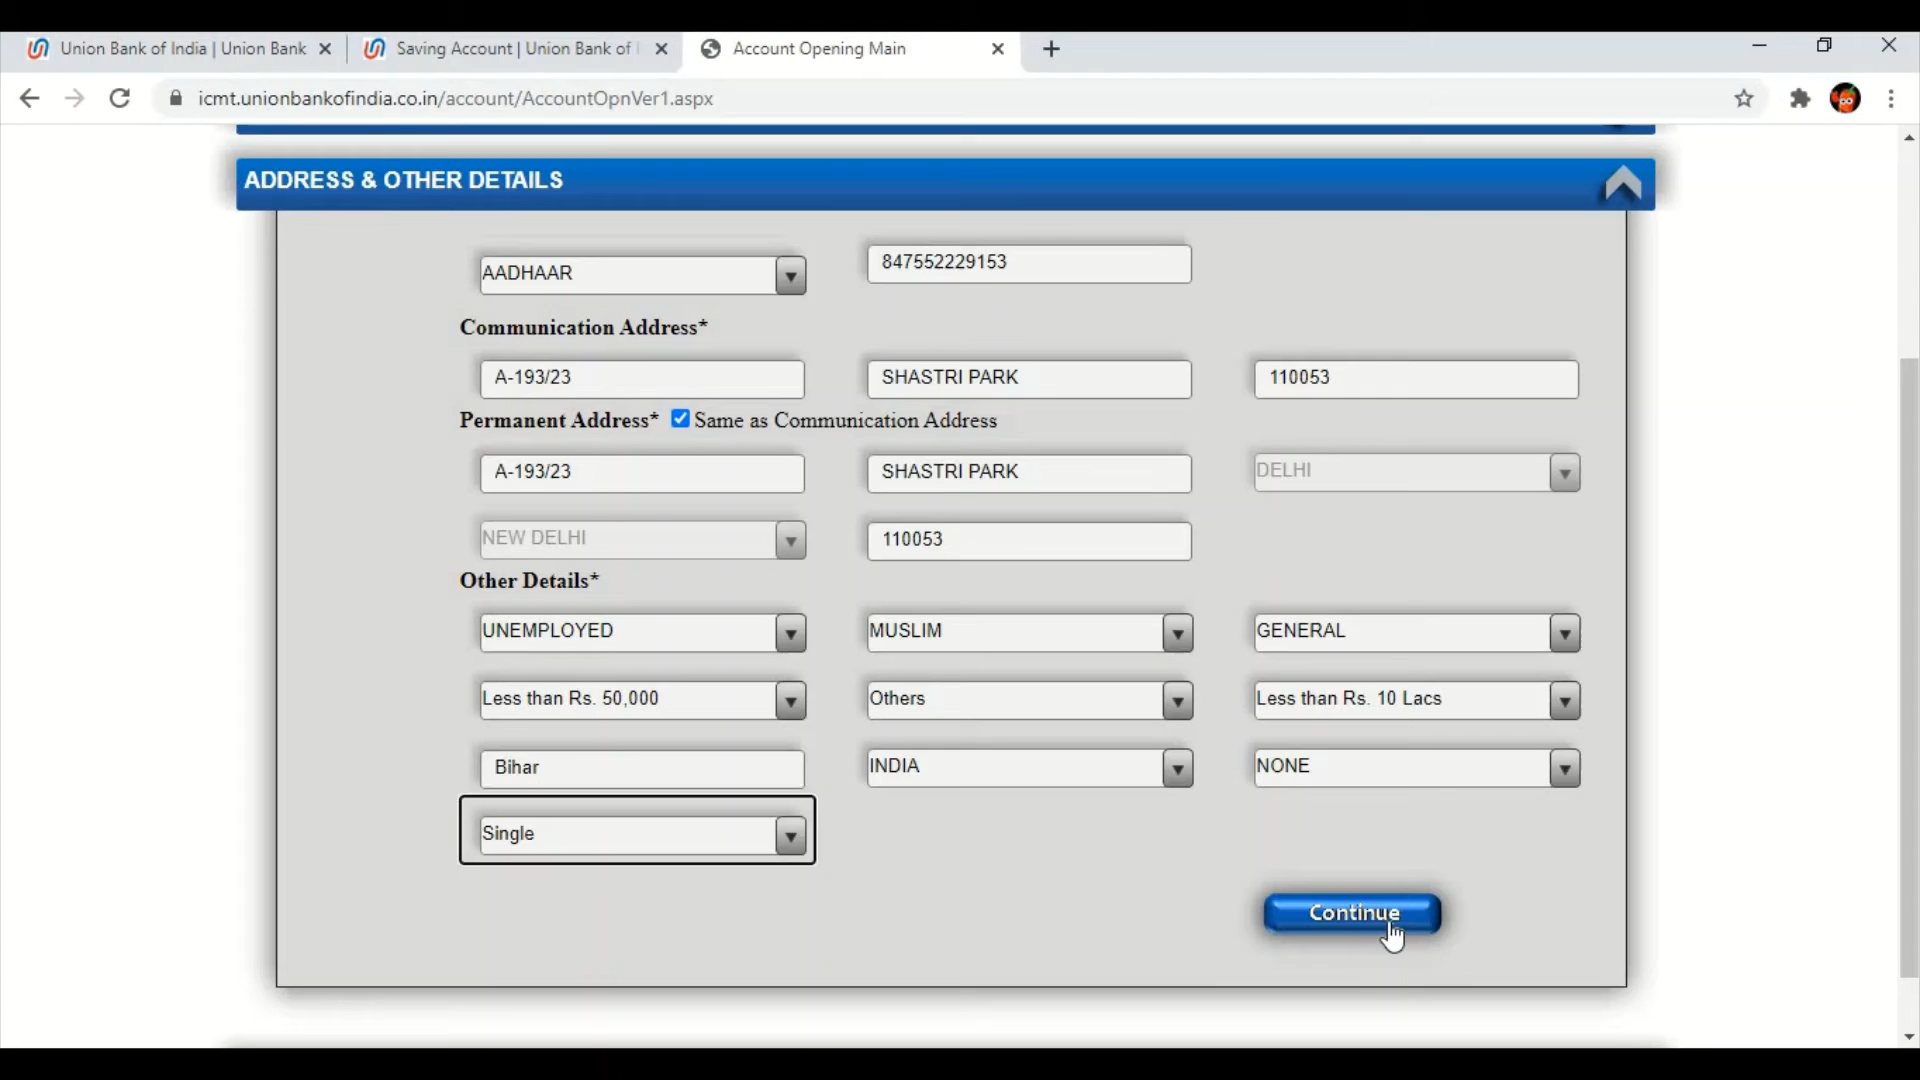 Union Bank of India | Union Bank
Saving Account | Union Bank of
Account Opening Main
icmt.unionbankofindia.co.in/account/AccountOpnVer1.aspx
ADDRESS & OTHER DETAILS
AADHAAR
847552229153
Communication Address*
A-193/23
SHASTRI PARK
110053
Permanent Address* Same as Communication Address
A-193/23
SHASTRI PARK
DELHI
NEW DELHI
110053
Other Details*
UNEMPLOYED
MUSLIM
GENERAL
Less than Rs. 50,000
Others
Less than Rs. 10 Lacs
Bihar
INDIA
NONE
Single
Continue